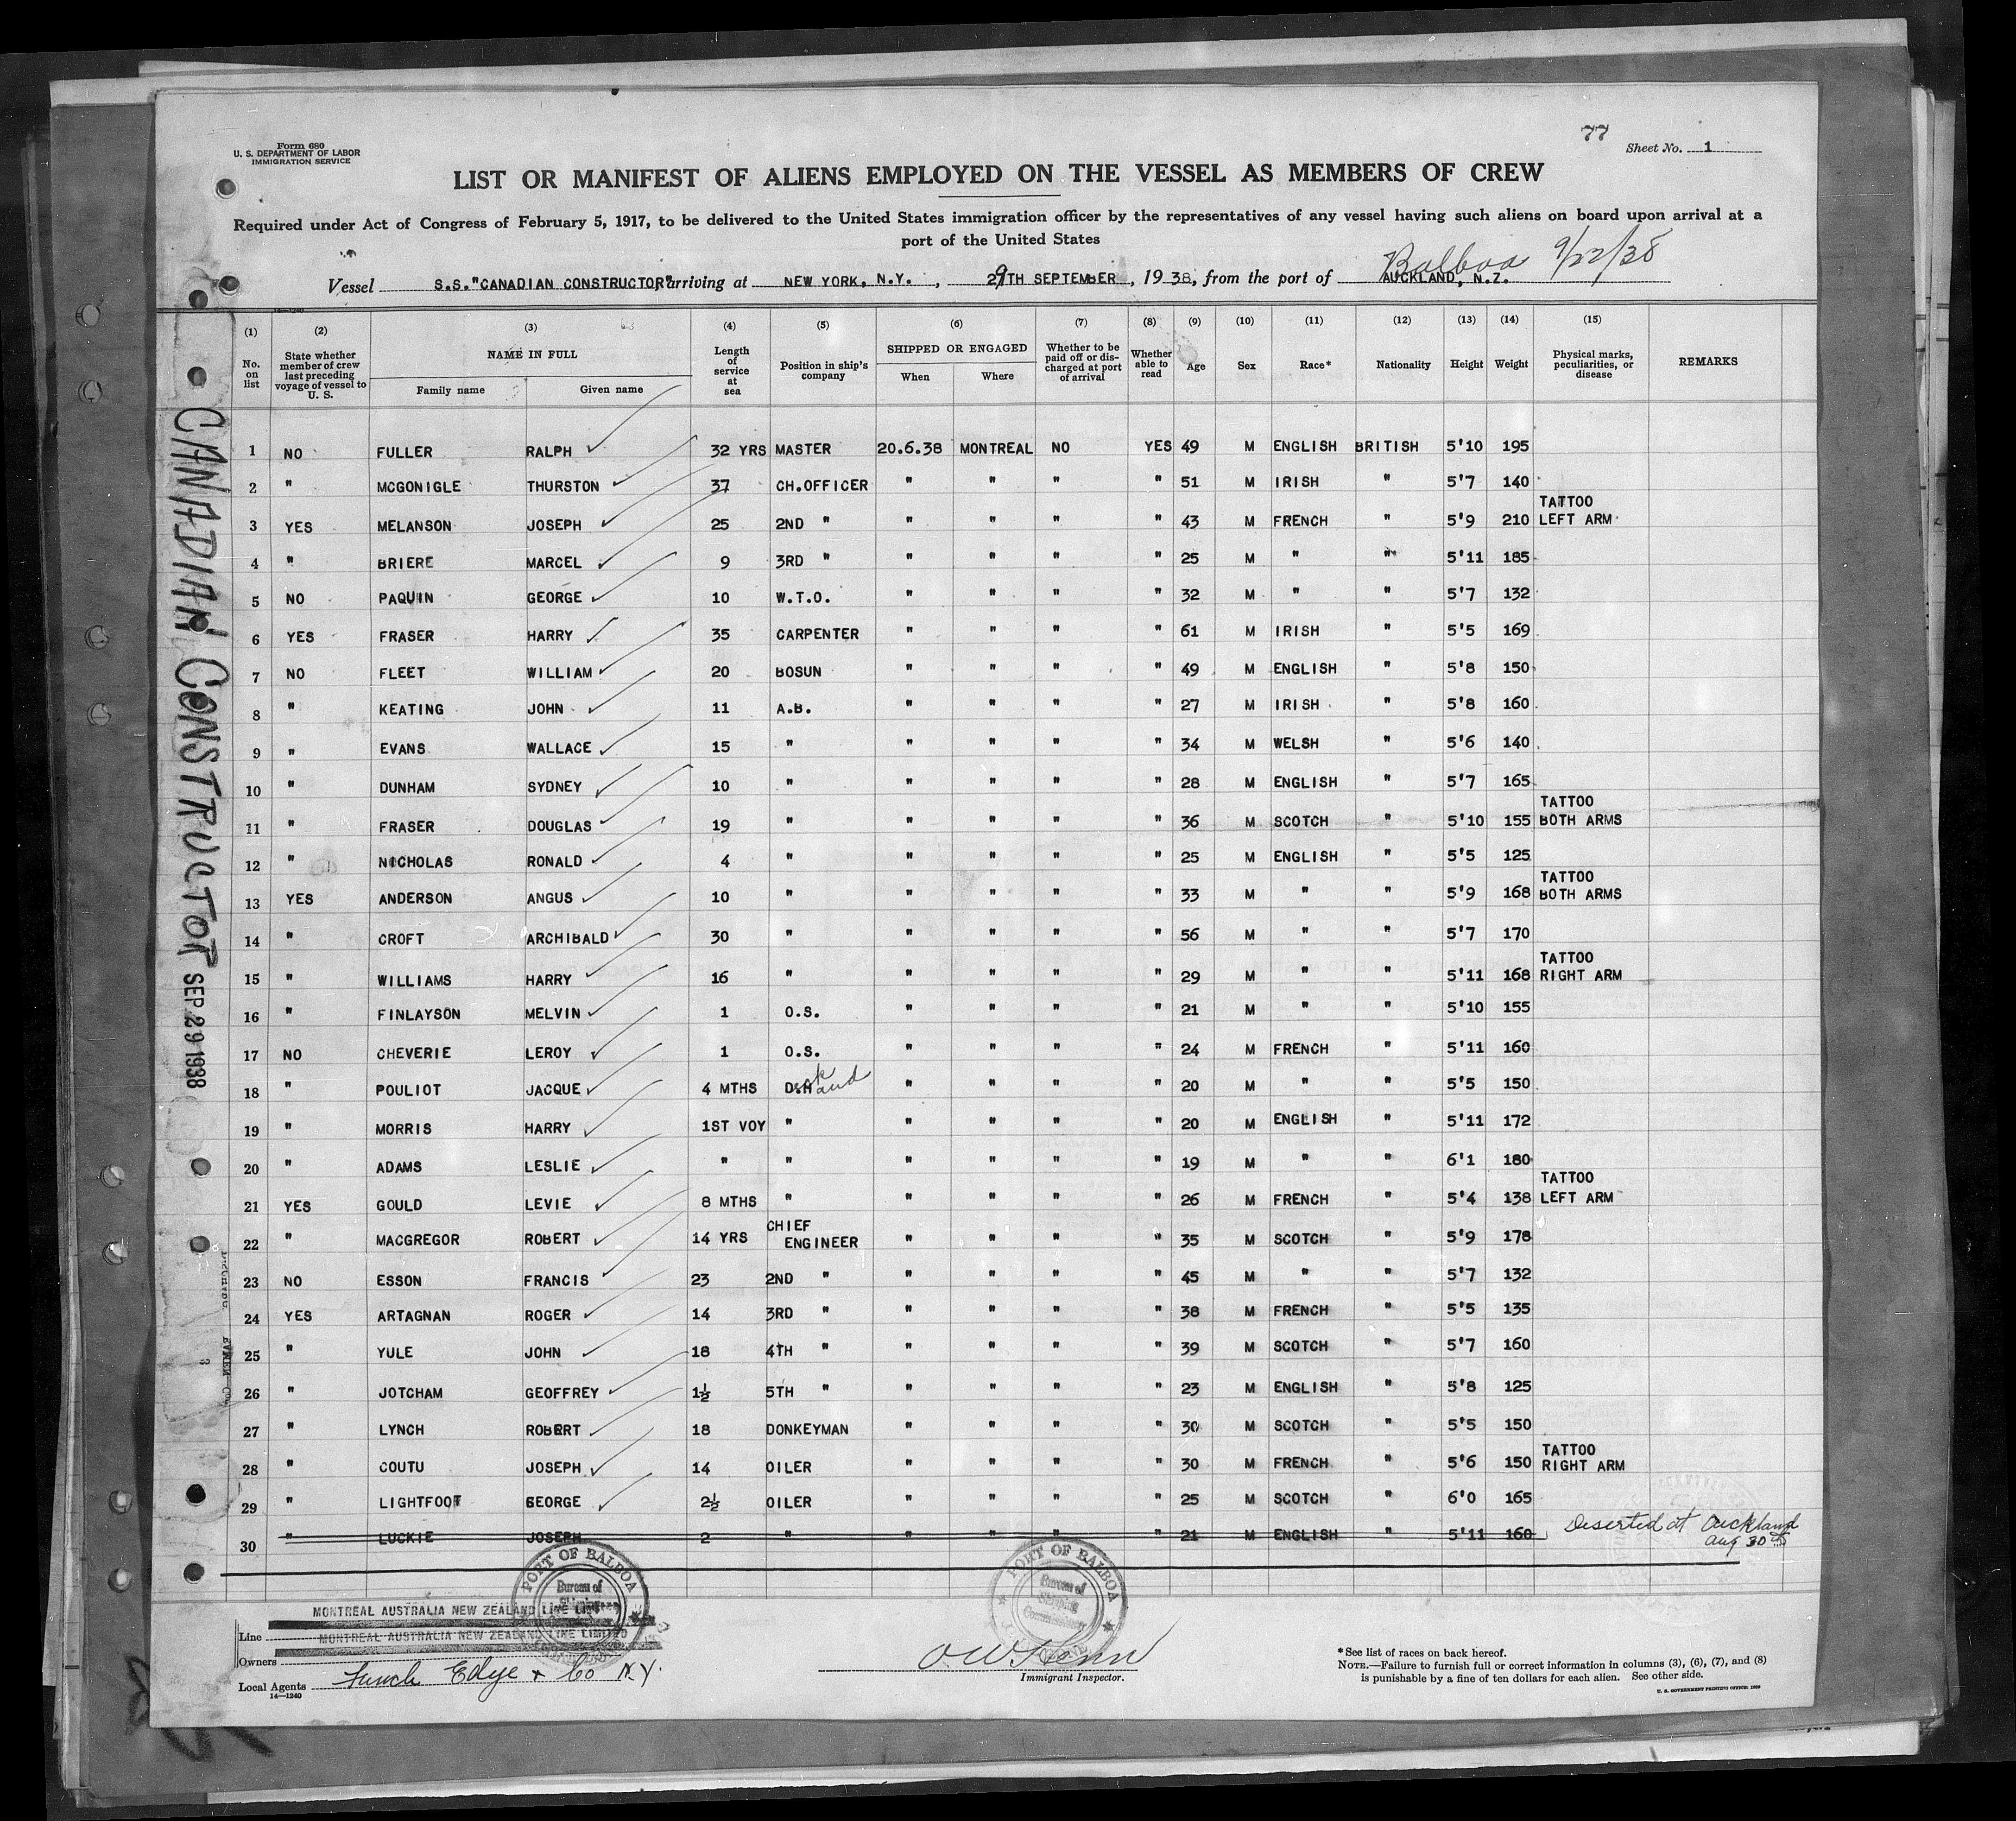 77
Form 680
U. S. DEPARTMENT OF LABOR
IMMIGRATION SERVICE
Sheet No. 1
LIST OR MANIFEST OF ALIENS EMPLOYED ON THE VESSEL AS MEMBERS OF CREW
Required under Act of Congress of February 5, 1917, to be delivered to the United States immigration officer by the representatives of any vessel having such aliens on board upon arrival at a
port of the United States
Balboa 9/22/38
Vessel S.S."CANADIAN CONSTRUCTOR" arriving at NEW YORK, N.Y. , 29TH SEPTEMBER , 1938, from the port of AUCKLAND, N.Z.
(1) (2) (3) (4) (5) (6) (7) (8) (9) (10) (11) (12) (13) (14) (15)
No. on list State whether member of crew last preceding voyage of vessel to U. S. NAME IN FULL Family name Given name Length of service at sea Position in ship's company SHIPPED OR ENGAGED When Where Whether to be paid off or discharged at port of arrival Whether able to read Age Sex Race* Nationality Height Weight Physical marks, peculiarities, or disease REMARKS
1 NO FULLER RALPH 32 YRS MASTER 20.6.38 MONTREAL NO YES 49 M ENGLISH BRITISH 5'10 195
2 " MCGONIGLE THURSTON 37 CH.OFFICER " " " " 51 M IRISH " 5'7 140
3 YES MELANSON JOSEPH 25 2ND " " " " " 43 M FRENCH " 5'9 210 TATTOO LEFT ARM
4 " BRIERE MARCEL 9 3RD " " " " " 25 M " " 5'11 185
5 NO PAQUIN GEORGE 10 W.T.O. " " " " 32 M " " 5'7 132
6 YES FRASER HARRY 35 CARPENTER " " " " 61 M IRISH " 5'5 169
7 NO FLEET WILLIAM 20 BOSUN " " " " 49 M ENGLISH " 5'8 150
8 " KEATING JOHN 11 A.B. " " " " 27 M IRISH " 5'8 160
9 " EVANS WALLACE 15 " " " " " 34 M WELSH " 5'6 140
10 " DUNHAM SYDNEY 10 " " " " " 28 M ENGLISH " 5'7 165
11 " FRASER DOUGLAS 19 " " " " " 36 M SCOTCH " 5'10 155 TATTOO BOTH ARMS
12 " NICHOLAS RONALD 4 " " " " " 25 M ENGLISH " 5'5 125
13 YES ANDERSON ANGUS 10 " " " " " 33 M " " 5'9 168 TATTOO BOTH ARMS
14 " CROFT ARCHIBALD 30 " " " " " 56 M " " 5'7 170
15 " WILLIAMS HARRY 16 " " " " " 29 M " " 5'11 168 TATTOO RIGHT ARM
16 " FINLAYSON MELVIN 1 O.S. " " " " 21 M " " 5'10 155
17 NO CHEVERIE LEROY 1 O.S. " " " " 24 M FRENCH " 5'11 160
18 " POULIOT JACQUE 4 MTHS " " " " 20 M " " 5'5 150
19 " MORRIS HARRY 1ST VOY " " " " " 20 M ENGLISH " 5'11 172
20 " ADAMS LESLIE " " " " " " 19 M " " 6'1 180
21 YES GOULD LEVIE 8 MTHS " " " " " 26 M FRENCH " 5'4 138 TATTOO LEFT ARM
22 " MACGREGOR ROBERT 14 YRS CHIEF ENGINEER " " " " 35 M SCOTCH " 5'9 178
23 NO ESSON FRANCIS 23 2ND " " " " " 45 M " " 5'7 132
24 YES ARTAGNAN ROGER 14 3RD " " " " " 38 M FRENCH " 5'5 135
25 " YULE JOHN 18 4TH " " " " " 39 M SCOTCH " 5'7 160
26 " JOTCHAM GEOFFREY 1½ 5TH " " " " " 23 M ENGLISH " 5'8 125
27 " LYNCH ROBERT 18 DONKEYMAN " " " " 30 M SCOTCH " 5'5 150
28 " COUTU JOSEPH 14 OILER " " " " 30 M FRENCH " 5'6 150 TATTOO RIGHT ARM
29 " LIGHTFOOT GEORGE 2½ OILER " " " " 25 M SCOTCH " 6'0 165
30 " LUCKIE JOSEPH 2 " " " " " 21 M ENGLISH " 5'11 160 Deserted at Auckland Aug 30th
CANADIAN CONSTRUCTOR SEP 29 1938
PORT OF BALBOA Bureau of Shipping Commissioner
PORT OF BALBOA Bureau of Shipping Commissioner
MONTREAL AUSTRALIA NEW ZEALAND LINE
Line MONTREAL AUSTRALIA NEW ZEALAND LINE LIMITED
Owners
Local Agents Funch Edye & Co N.Y.
14—1240
Immigrant Inspector.
*See list of races on back hereof.
NOTE.—Failure to furnish full or correct information in columns (3), (6), (7), and (8)
is punishable by a fine of ten dollars for each alien. See other side.
U. S. GOVERNMENT PRINTING OFFICE